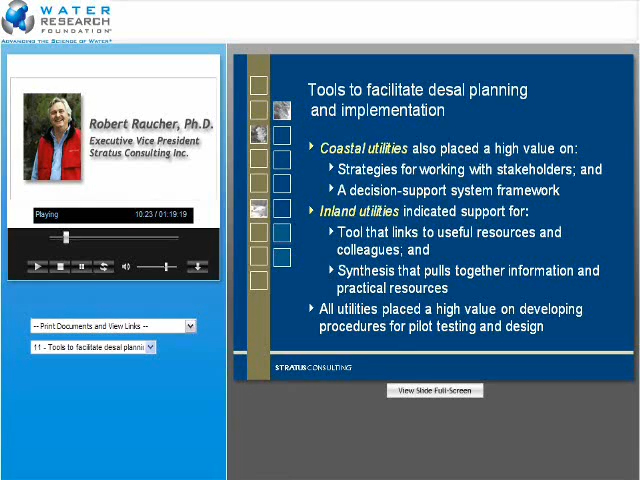 WATER
RESEARCH
FOUNDATION
ADVANCING THE SCIENCE OF WATER
Robert Raucher, Ph.D.
Executive Vice President
Stratus Consulting Inc.
Playing 10:23 / 01:19:19
-- Print Documents and View Links --
11 - Tools to facilitate desal plannin
Tools to facilitate desal planning
and implementation
Coastal utilities also placed a high value on:
Strategies for working with stakeholders; and
A decision-support system framework
Inland utilities indicated support for:
Tool that links to useful resources and
colleagues; and
Synthesis that pulls together information and
practical resources
All utilities placed a high value on developing
procedures for pilot testing and design
STRATUS CONSULTING
View Slide Full-Screen